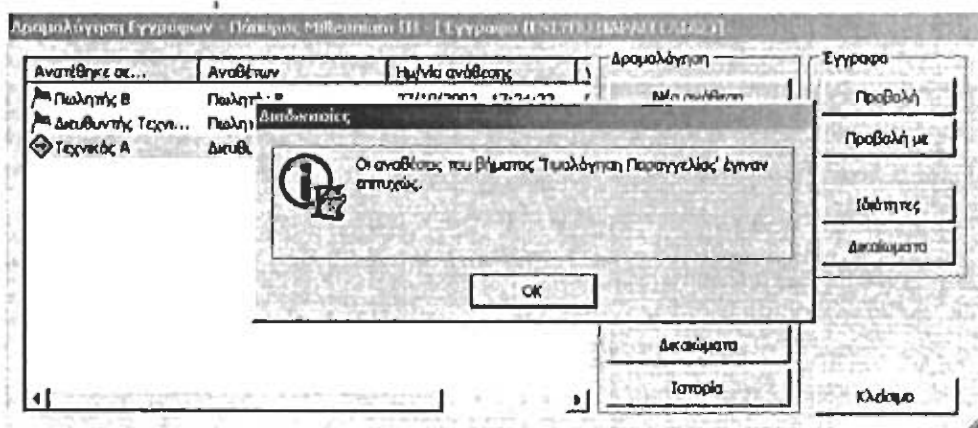 Δρομολόγηση Εγγράφων - Πάπυρος Millennium III - [Έγγραφο (ΕΝΤΥΠΟ ΠΑΡΑΓΓΕΛΙΑΣ)]
Ανατέθηκε σε... Αναθέτων Ημ/νία ανάθεσης
Πωλητής Β
Διευθυντής Τεχνι...
Τεχνικός Α Διευθυ
Διαδικασίες
Οι αναθέσεις του βήματος 'Τιμολόγηση Παραγγελίας' έγιναν
επιτυχώς.
OK
Δρομολόγηση
Νέα ανάθεση
Δικαιώματα
Ιστορία
Έγγραφο
Προβολή
Προβολή με
Ιδιότητες
Δικαιώματα
Κλείσιμο